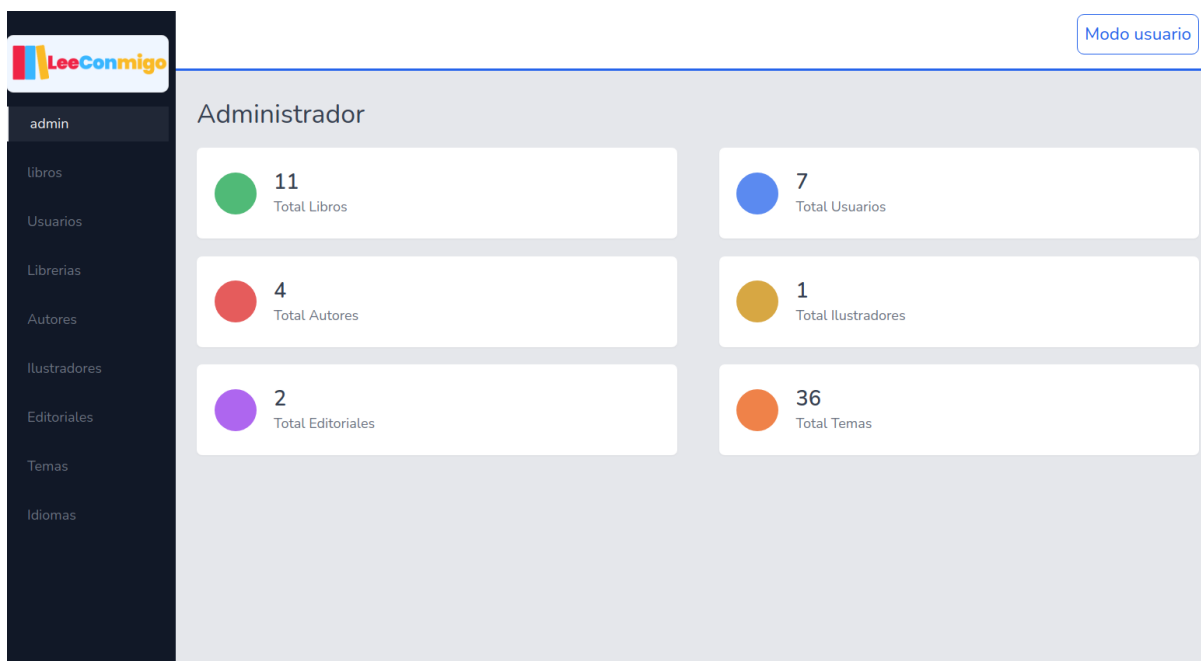 LeeConmigo
Modo usuario
admin
libros
Usuarios
Librerias
Autores
Ilustradores
Editoriales
Temas
Idiomas
Administrador
11
Total Libros
7
Total Usuarios
4
Total Autores
1
Total Ilustradores
2
Total Editoriales
36
Total Temas